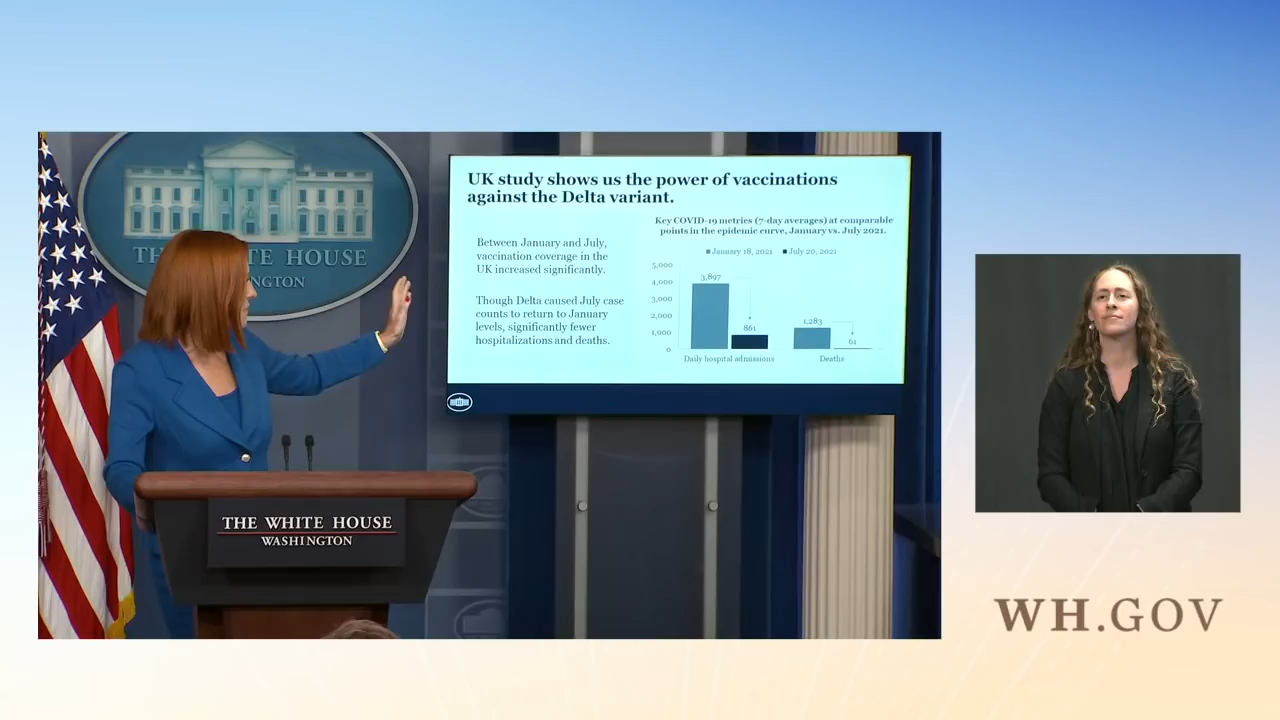 THE WHITE HOUSE
WASHINGTON
UK study shows us the power of vaccinations
against the Delta variant.
Between January and July,
vaccination coverage in the
UK increased significantly.
Though Delta caused July case
counts to return to January
levels, significantly fewer
hospitalizations and deaths.
Key COVID-19 metrics (7-day averages) at comparable
points in the epidemic curve, January vs. July 2021.
January 18, 2021 July 20, 2021
5,000
4,000
3,000
2,000
1,000
0
3,897
861
1,283
61
Daily hospital admissions Deaths
THE WHITE HOUSE
WASHINGTON
WH.GOV